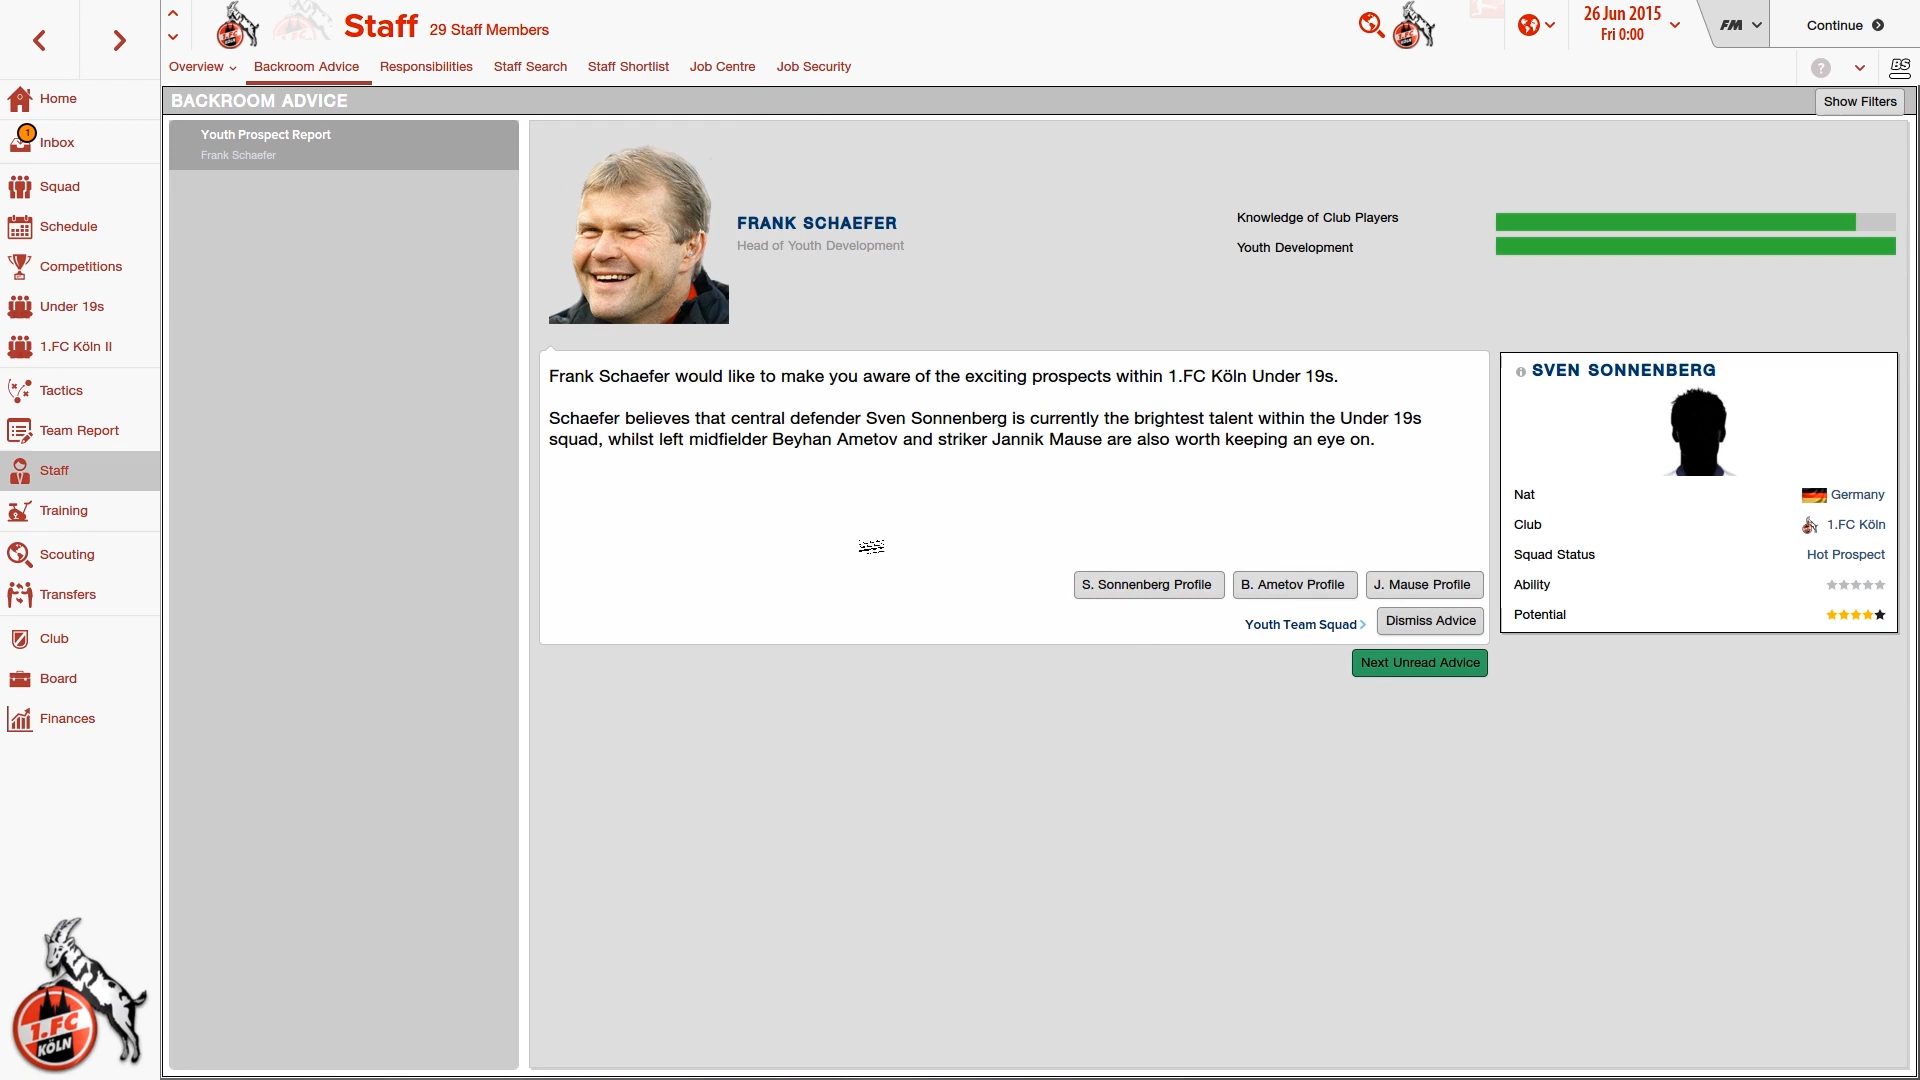 Staff 29 Staff Members
26 Jun 2015
Fri 0:00
FM
Continue
Overview Backroom Advice Responsibilities Staff Search Staff Shortlist Job Centre Job Security
?
BS
BACKROOM ADVICE
Show Filters
Home
1
Inbox
Squad
Schedule
Competitions
Under 19s
1.FC Köln II
Tactics
Team Report
Staff
Training
Scouting
Transfers
Club
Board
Finances
1.FC
KÖLN
Youth Prospect Report
Frank Schaefer
FRANK SCHAEFER
Head of Youth Development
Knowledge of Club Players
Youth Development
Frank Schaefer would like to make you aware of the exciting prospects within 1.FC Köln Under 19s.
Schaefer believes that central defender Sven Sonnenberg is currently the brightest talent within the Under 19s
squad, whilst left midfielder Beyhan Ametov and striker Jannik Mause are also worth keeping an eye on.
S. Sonnenberg Profile B. Ametov Profile J. Mause Profile
Youth Team Squad> Dismiss Advice
Next Unread Advice
SVEN SONNENBERG
Nat Germany
Club 1.FC Köln
Squad Status Hot Prospect
Ability
Potential